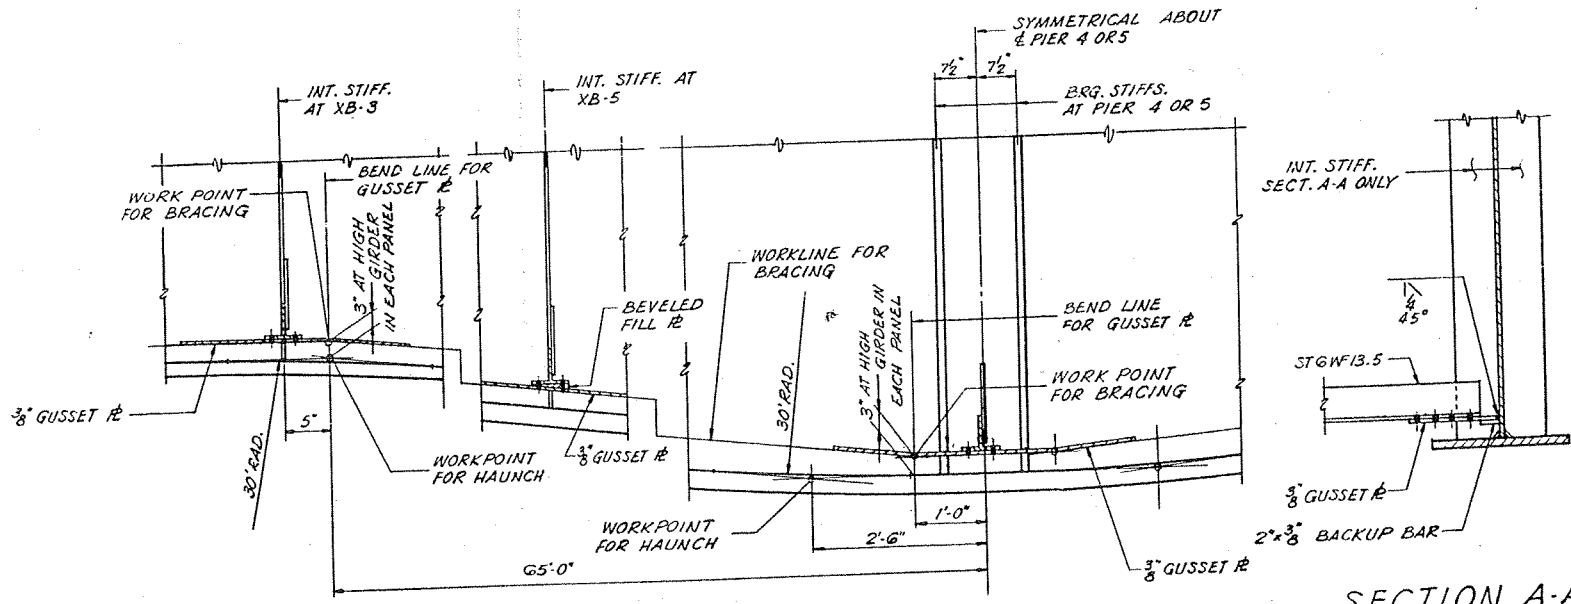 SYMMETRICAL ABOUT
℄ PIER 4 OR 5
7½" 7½"
INT. STIFF.
AT XB-3
INT. STIFF. AT
XB-5
BRG. STIFFS.
AT PIER 4 OR 5
WORK POINT
FOR BRACING
BEND LINE FOR
GUSSET ⅊
3" AT HIGH
GIRDER
IN EACH PANEL
WORKLINE FOR
BRACING
BEVELED
FILL ⅊
3" AT HIGH
GIRDER IN
EACH PANEL
BEND LINE
FOR GUSSET ⅊
INT. STIFF.
SECT. A-A ONLY
1/4
45°
ST6WF13.5
WORK POINT
FOR BRACING
30' RAD.
3/8" GUSSET ⅊
5"
30' RAD.
WORKPOINT
FOR HAUNCH
3/8" GUSSET ⅊
WORKPOINT
FOR HAUNCH
1'-0"
2'-6"
65'-0"
3/8" GUSSET ⅊
3/8" GUSSET ⅊
2"x3/8" BACKUP BAR
SECTION A-A